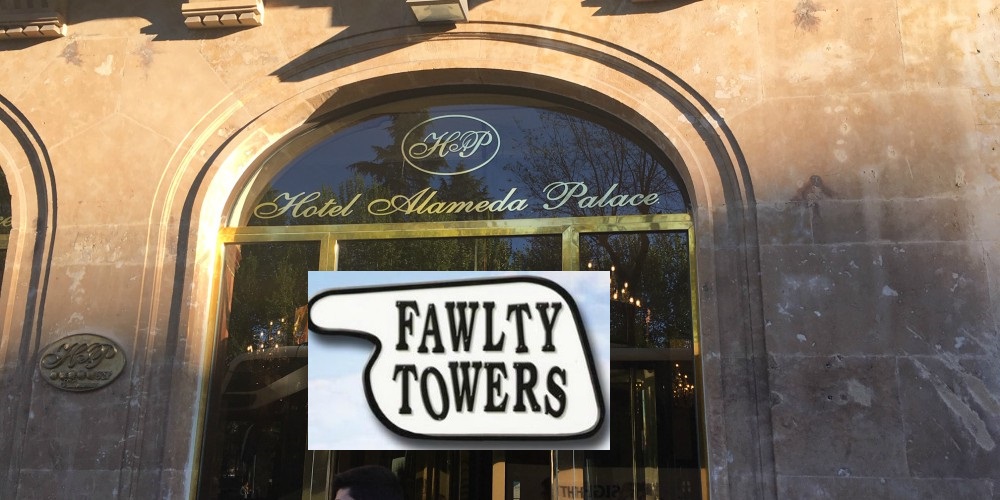 HP
Hotel Alameda Palace
FAWLTY
TOWERS
HP